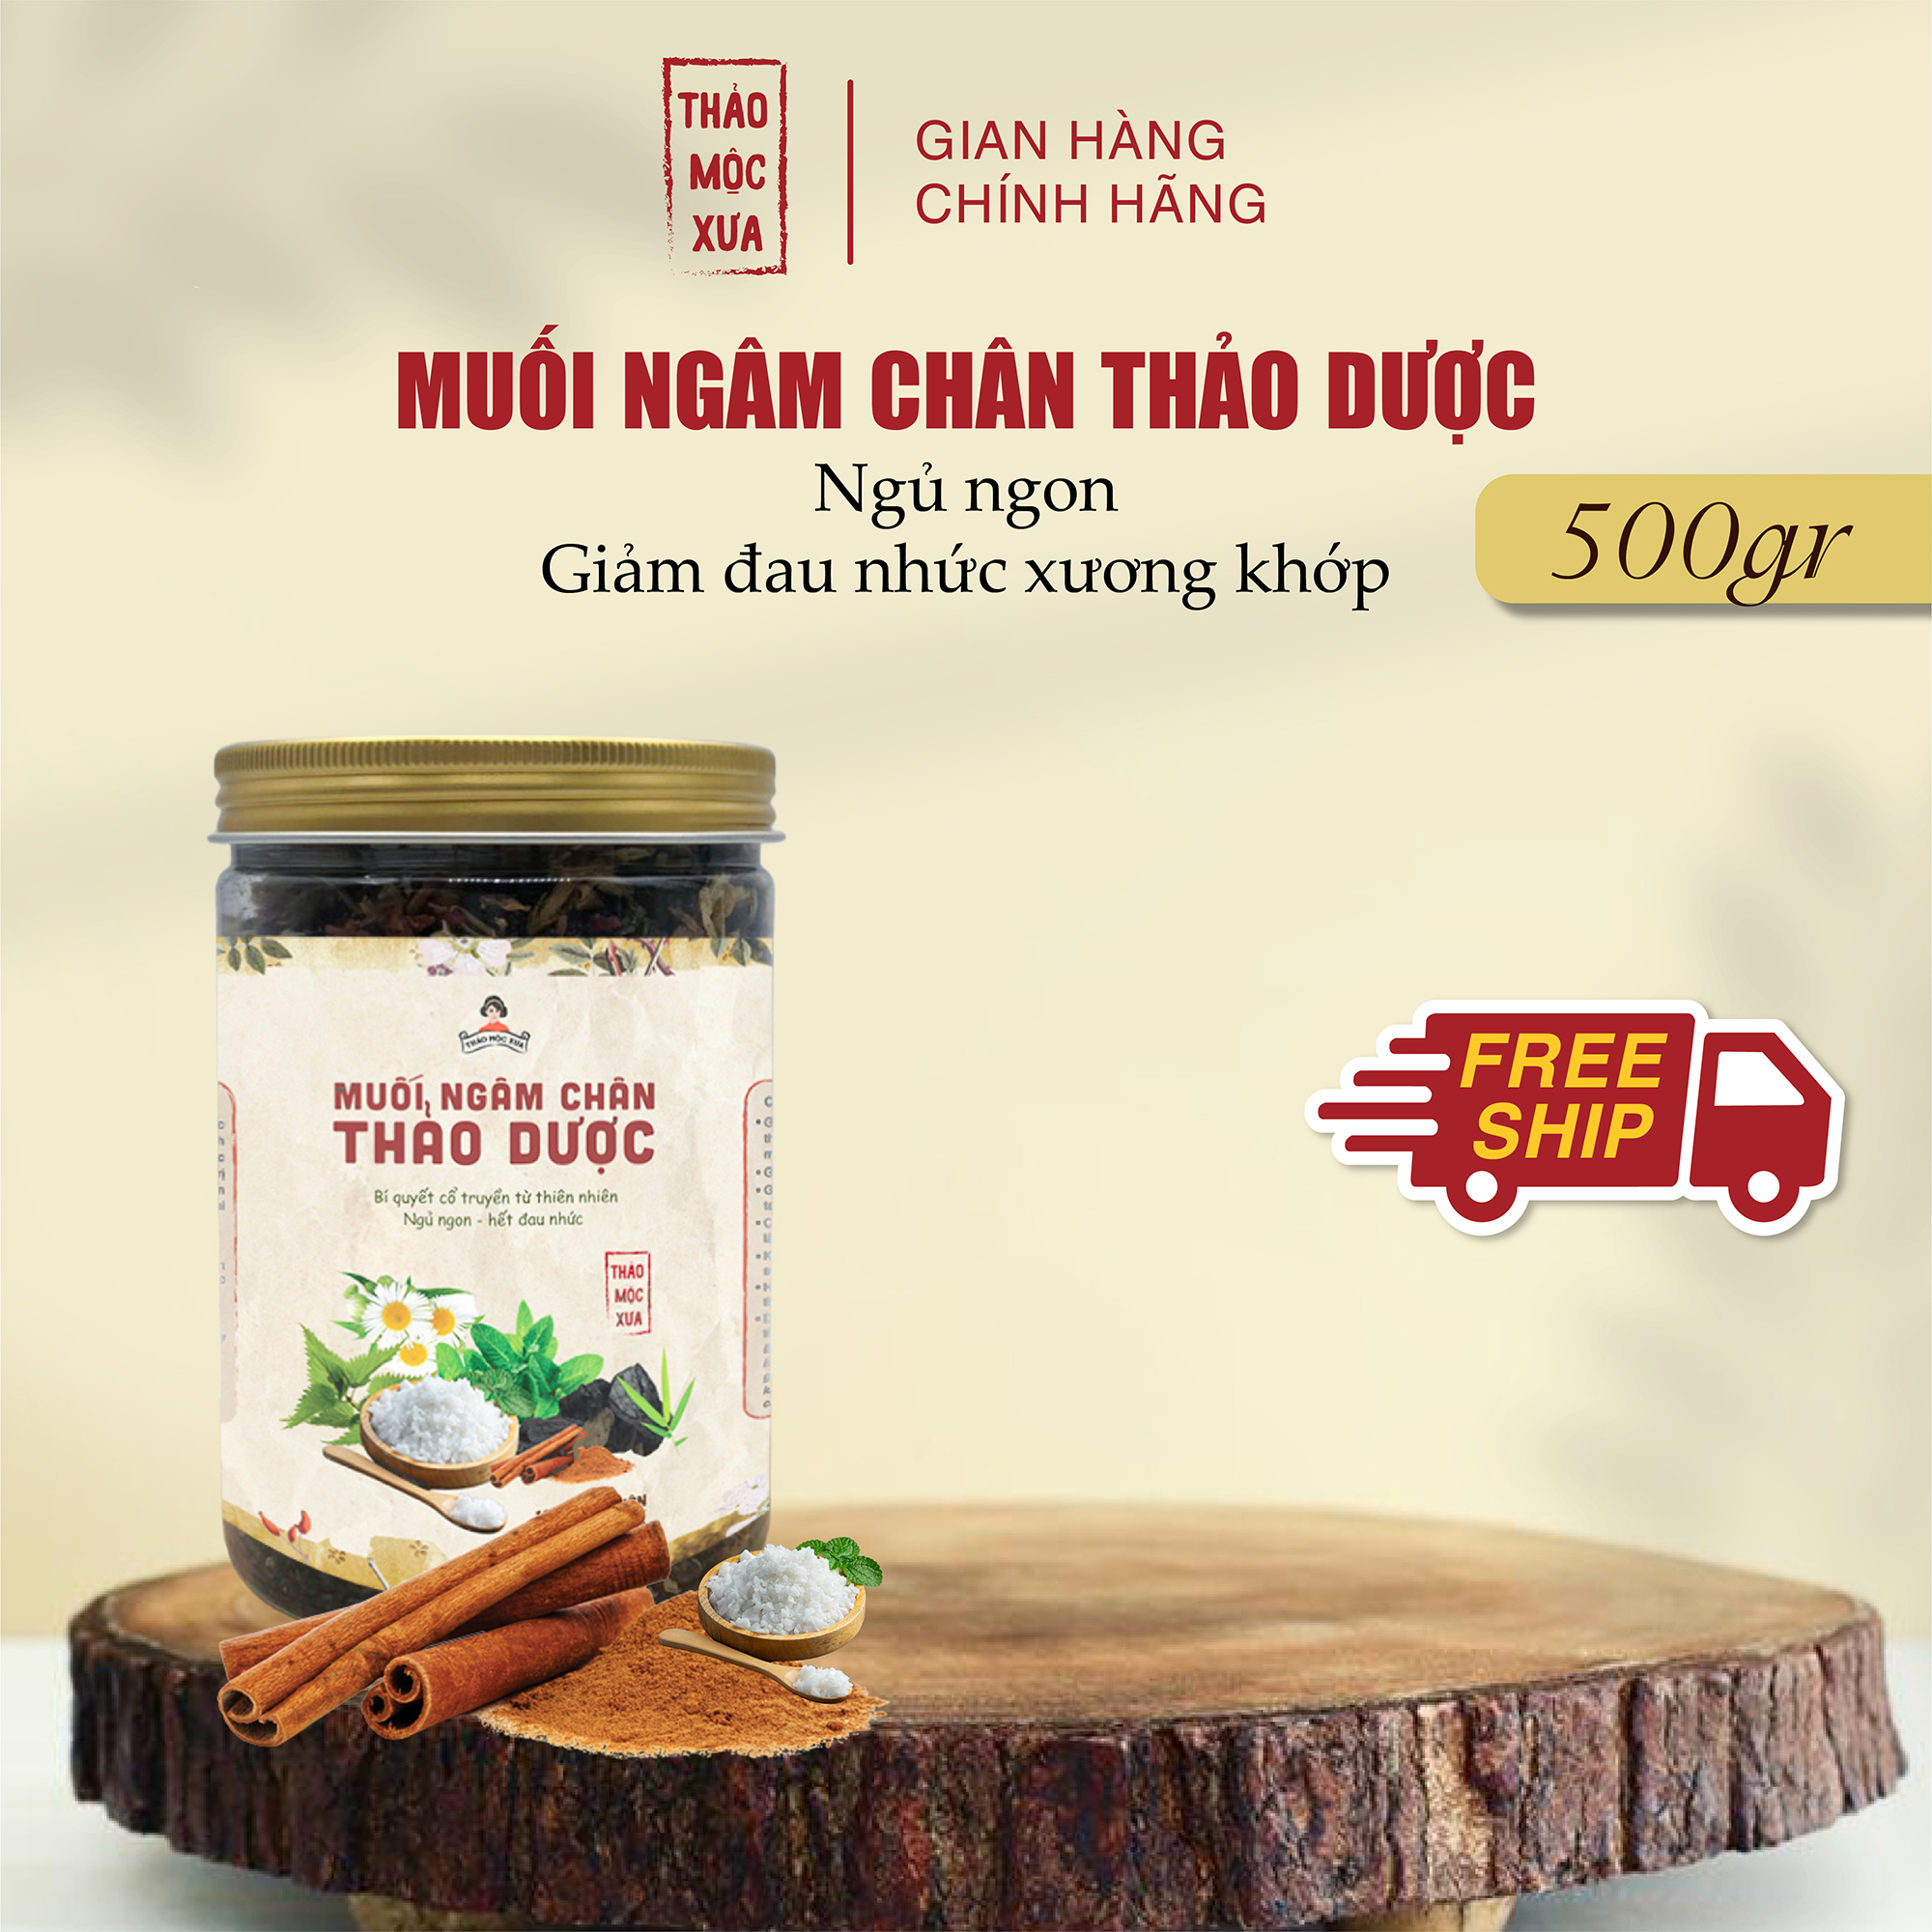 THẢO
MỘC
XƯA
GIAN HÀNG
CHÍNH HÃNG
MUỐI NGÂM CHÂN THẢO DƯỢC
Ngủ ngon
Giảm đau nhức xương khớp
500gr
THẢO MỘC XƯA
MUỐI NGÂM CHÂN
THẢO DƯỢC
Bí quyết cổ truyền từ thiên nhiên
Ngủ ngon - hết đau nhức
THẢO
MỘC
XƯA
FREE
SHIP